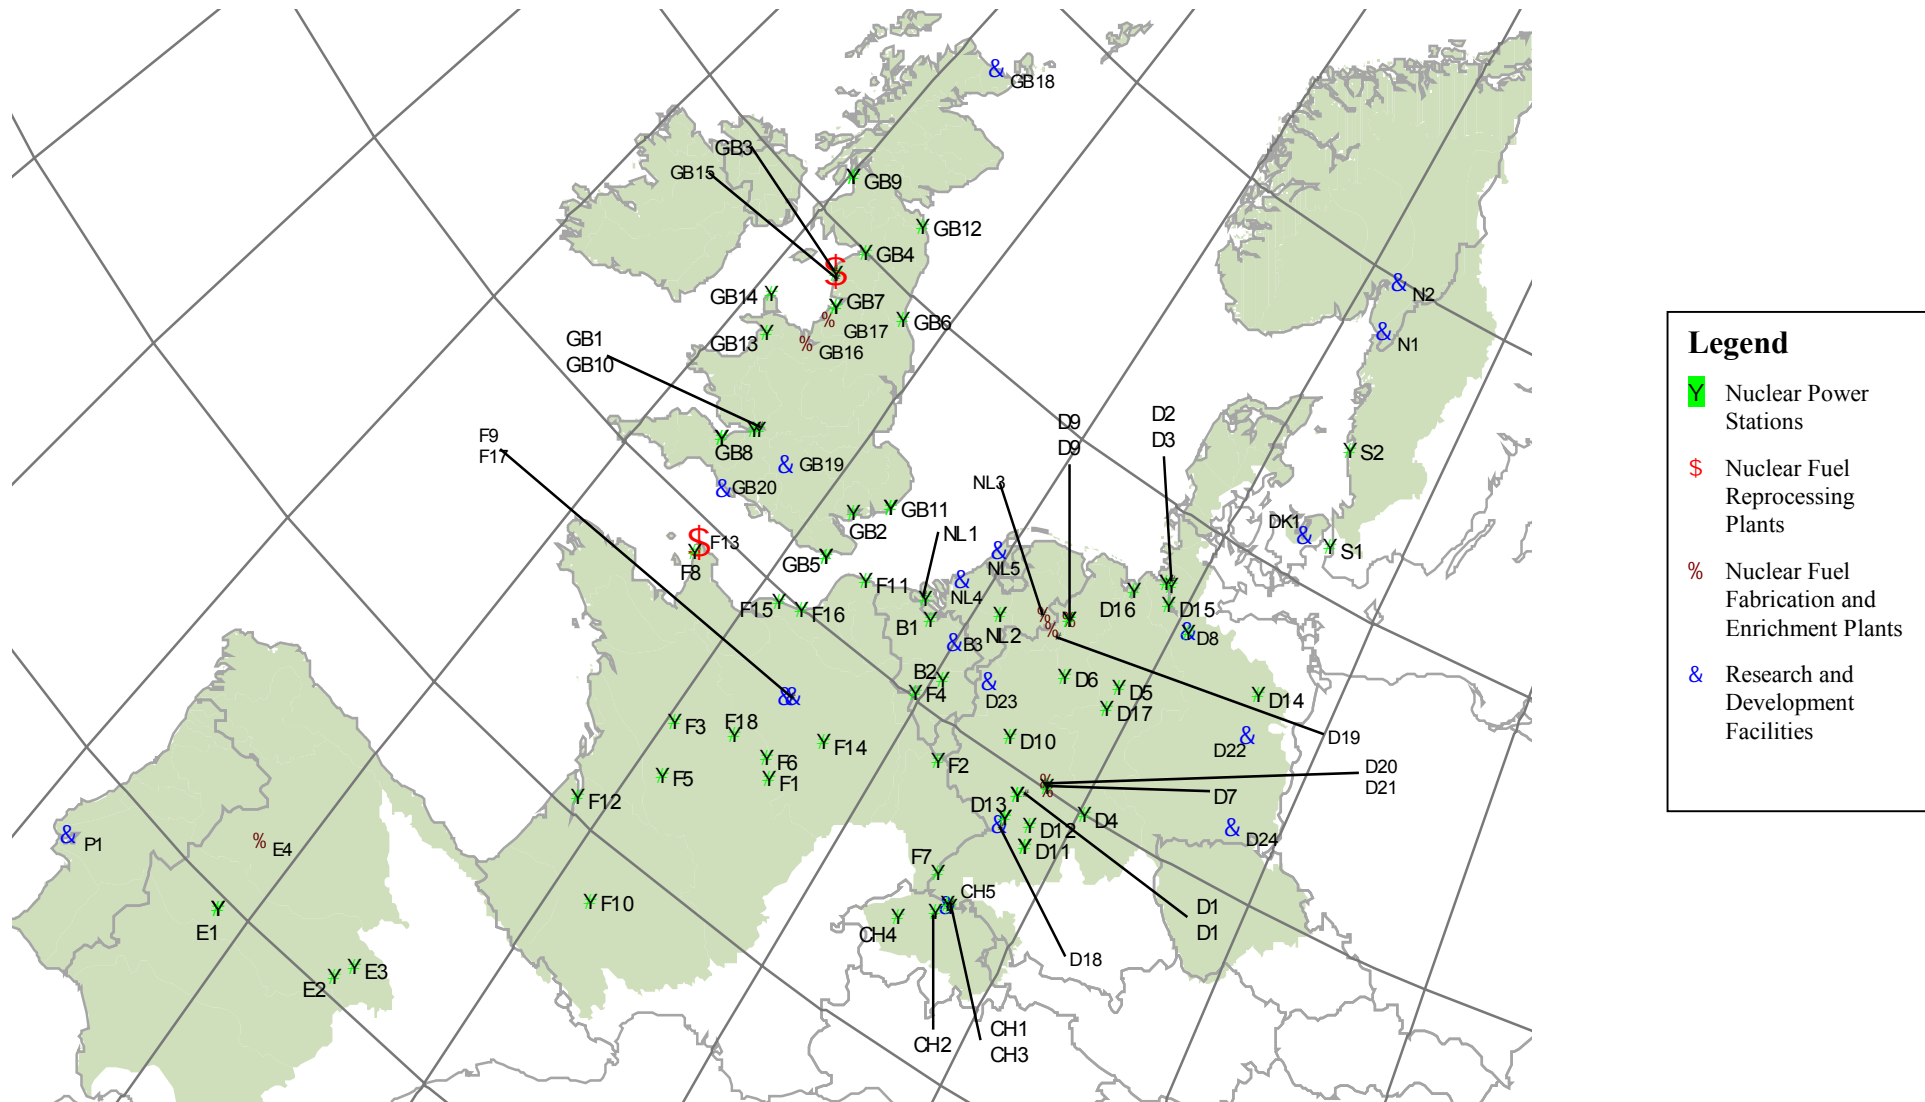 GB18
GB3
GB15
GB9
GB12
GB4
GB14
GB7
GB17
GB6
GB13
GB16
GB1
GB10
N2
N1
F9
F17
GB8
GB19
GB20
D9
D9
D2
D3
S2
NL3
GB11
GB2
NL1
DK1
S1
F13
F8
GB5
F11
NL5
NL4
D16
D15
F15
F16
B1
NL2
D8
B3
B2
F4
D23
D6
D5
D17
D14
D19
D22
F3
F18
F14
D10
F6
F1
F2
F5
F12
D20
D21
D7
D13
D12
D4
D11
D24
P1
E4
F7
CH5
F10
CH4
D1
D1
E1
D18
E3
E2
CH2
CH1
CH3
Legend
Y Nuclear Power
Stations
$ Nuclear Fuel
Reprocessing
Plants
% Nuclear Fuel
Fabrication and
Enrichment Plants
& Research and
Development
Facilities